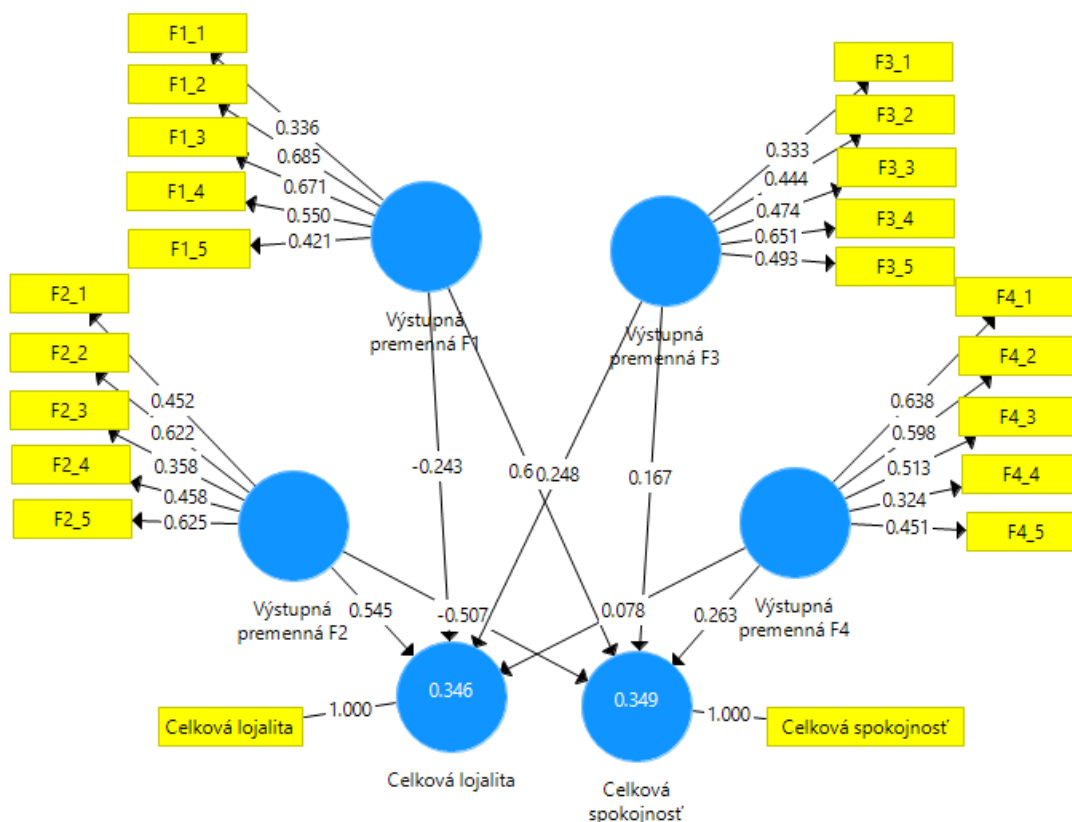 F1_1
F1_2
F1_3
F1_4
F1_5
0.336
0.685
0.671
0.550
0.421
F3_1
F3_2
F3_3
F3_4
F3_5
0.333
0.444
0.474
0.651
0.493
Výstupná
premenná F1
Výstupná
premenná F3
F2_1
F2_2
F2_3
F2_4
F2_5
0.452
0.622
0.358
0.458
0.625
F4_1
F4_2
F4_3
F4_4
F4_5
0.638
0.598
0.513
0.324
0.451
-0.243
0.6
0.248
0.167
Výstupná
premenná F2
Výstupná
premenná F4
0.545
-0.507
0.078
0.263
0.346
0.349
Celková lojalita
1.000
1.000
Celková spokojnosť
Celková lojalita
Celková
spokojnosť